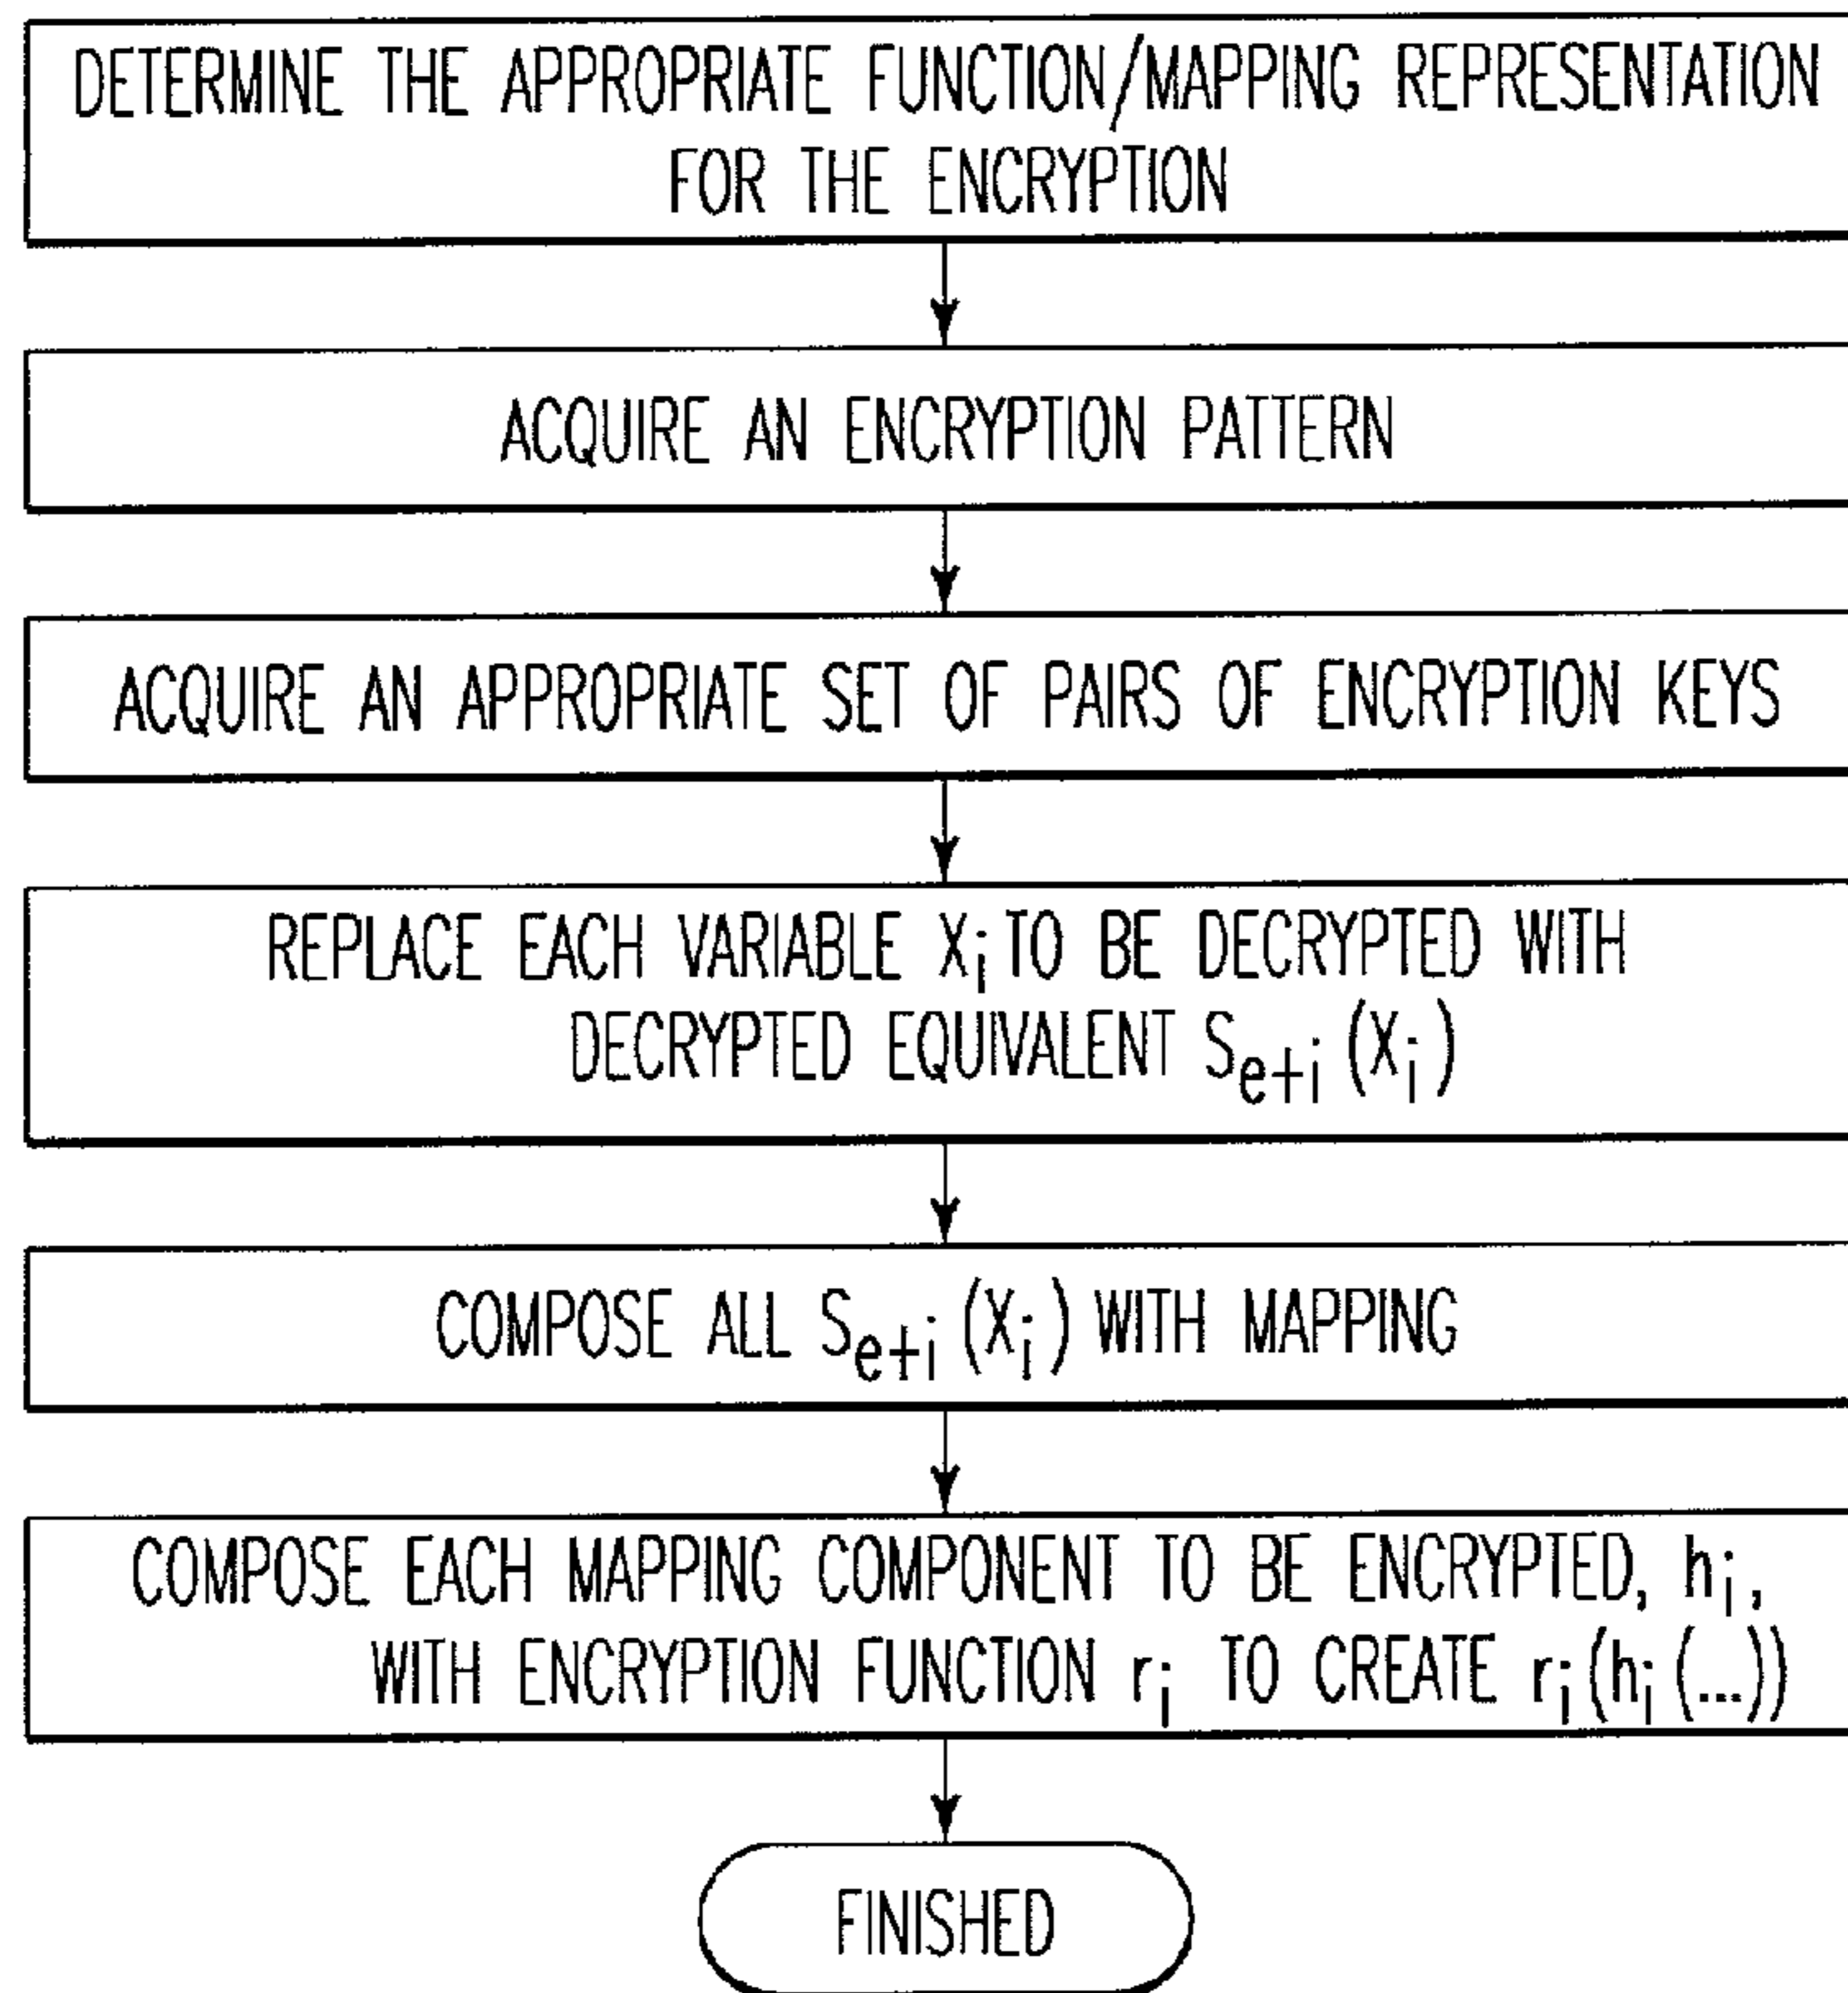 DETERMINE THE APPROPRIATE FUNCTION/MAPPING REPRESENTATION
FOR THE ENCRYPTION
ACQUIRE AN ENCRYPTION PATTERN
ACQUIRE AN APPROPRIATE SET OF PAIRS OF ENCRYPTION KEYS
REPLACE EACH VARIABLE Xi TO BE DECRYPTED WITH
DECRYPTED EQUIVALENT Se+i (Xi)
COMPOSE ALL Se+i (Xi) WITH MAPPING
COMPOSE EACH MAPPING COMPONENT TO BE ENCRYPTED, hi,
WITH ENCRYPTION FUNCTION ri TO CREATE ri(hi(...))
FINISHED